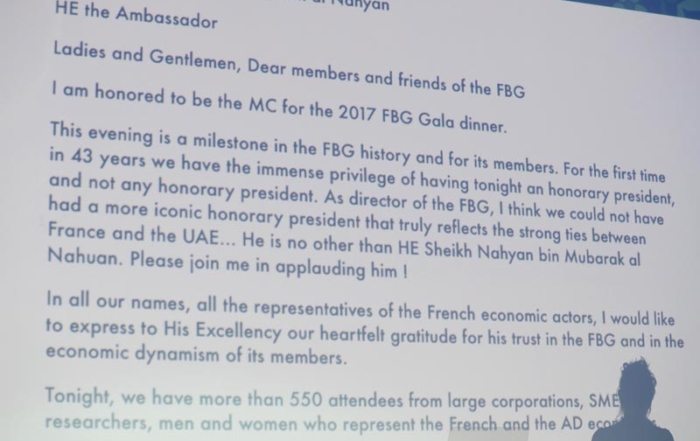 Nahyan
HE the Ambassador
Ladies and Gentlemen, Dear members and friends of the FBG
I am honored to be the MC for the 2017 FBG Gala dinner.
This evening is a milestone in the FBG history and for its members. For the first time
in 43 years we have the immense privilege of having tonight an honorary president,
and not any honorary president. As director of the FBG, I think we could not have
had a more iconic honorary president that truly reflects the strong ties between
France and the UAE... He is no other than HE Sheikh Nahyan bin Mubarak al
Nahuan. Please join me in applauding him !
In all our names, all the representatives of the French economic actors, I would like
to express to His Excellency our heartfelt gratitude for his trust in the FBG and in the
economic dynamism of its members.
Tonight, we have more than 550 attendees from large corporations, SME
researchers, men and women who represent the French and the AD